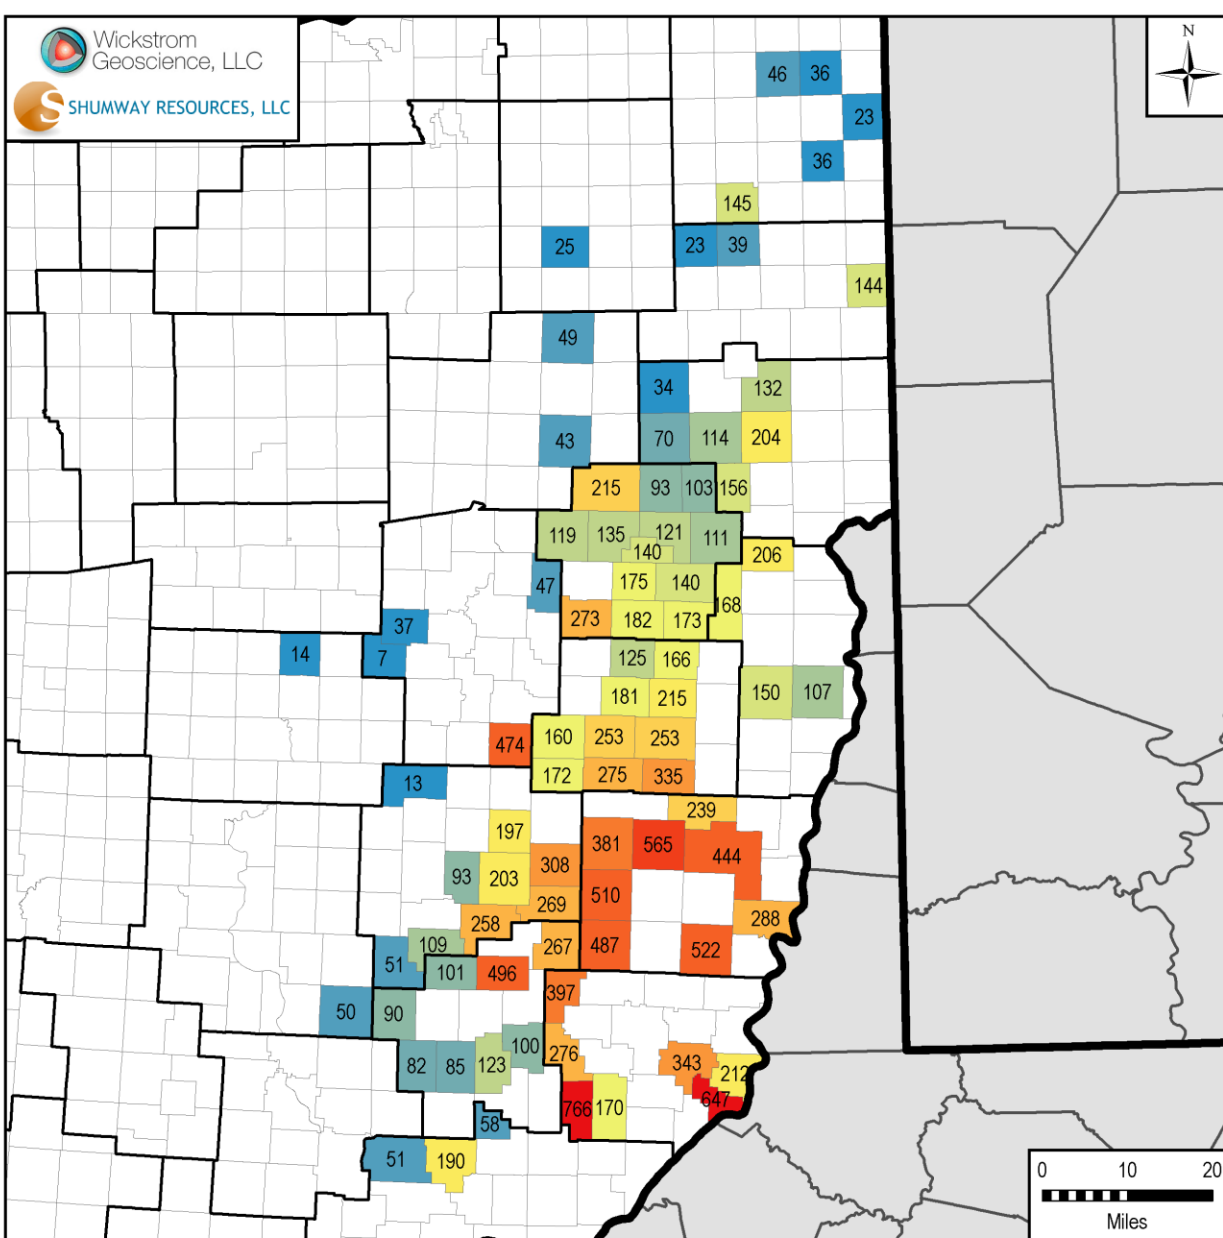 Wickstrom
Geoscience, LLC
S SHUMWAY RESOURCES, LLC
N
46 36
23
36
145
25 23 39
144
49
34 132
43 70 114 204
215 93 103 156
119 135 121 111
140 206
47 175 140
168
273 182 173
37
14 7 125 166
181 215 150 107
474 160 253 253
13 172 275 335
239
197 381 565 444
308
93 203
269 510
258 288
109 267 487 522
51 101 496
397
50 90
100 276 343
82 85 123 212
647
58 766 170
51 190
0 10 20
Miles